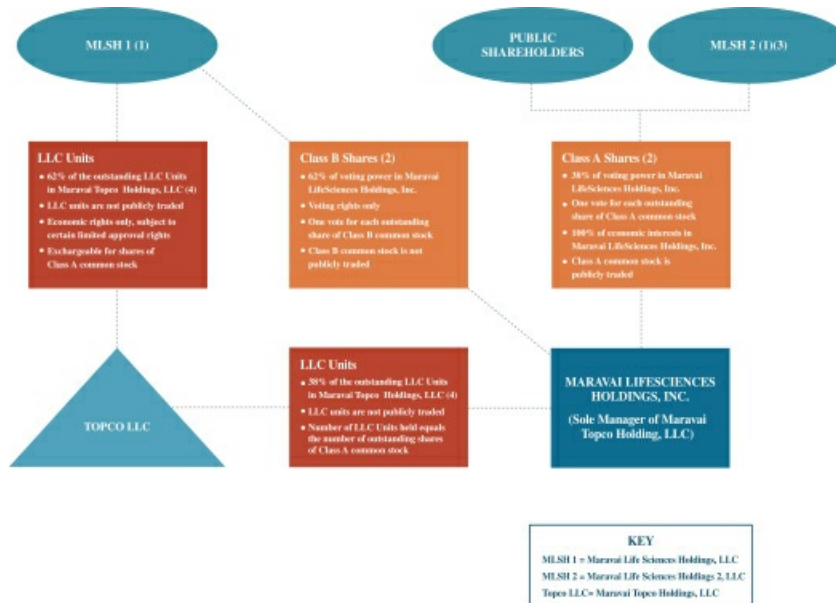 MLSH 1 (1)
PUBLIC
SHAREHOLDERS
MLSH 2 (1)(3)
LLC Units
• 62% of the outstanding LLC Units
in Maravai Topco Holdings, LLC (4)
• LLC units are not publicly traded
• Economic rights only, subject to
certain limited approval rights
• Exchargeable for shares of
Class A common stock
Class B Shares (2)
• 62% of voting power in Maravai
LifeSciences Holdings, Inc.
• Voting rights only
• One vote for each outstanding
share of Class B common stock
• Class B common stock is not
publicly traded
Class A Shares (2)
• 38% of voting power in Maravai
LifeSciences Holdings, Inc.
• One vote for each outstanding
share of Class A common stock
• 100% of economic interests in
Maravai LifeSciences Holdings, Inc.
• Class A common stock is
publicly traded
TOPCO LLC
LLC Units
• 38% of the outstanding LLC Units
in Maravai Topco Holdings, LLC (4)
• LLC units are not publicly traded
• Number of LLC Units held equals
the number of outstanding shares
of Class A common stock
MARAVAI LIFESCIENCES
HOLDINGS, INC.
(Sole Manager of Maravai
Topco Holding, LLC)
KEY
MLSH 1 = Maravai Life Sciences Holdings, LLC
MLSH 2 = Maravai Life Sciences Holdings 2, LLC
Topco LLC= Maravai Topco Holdings, LLC